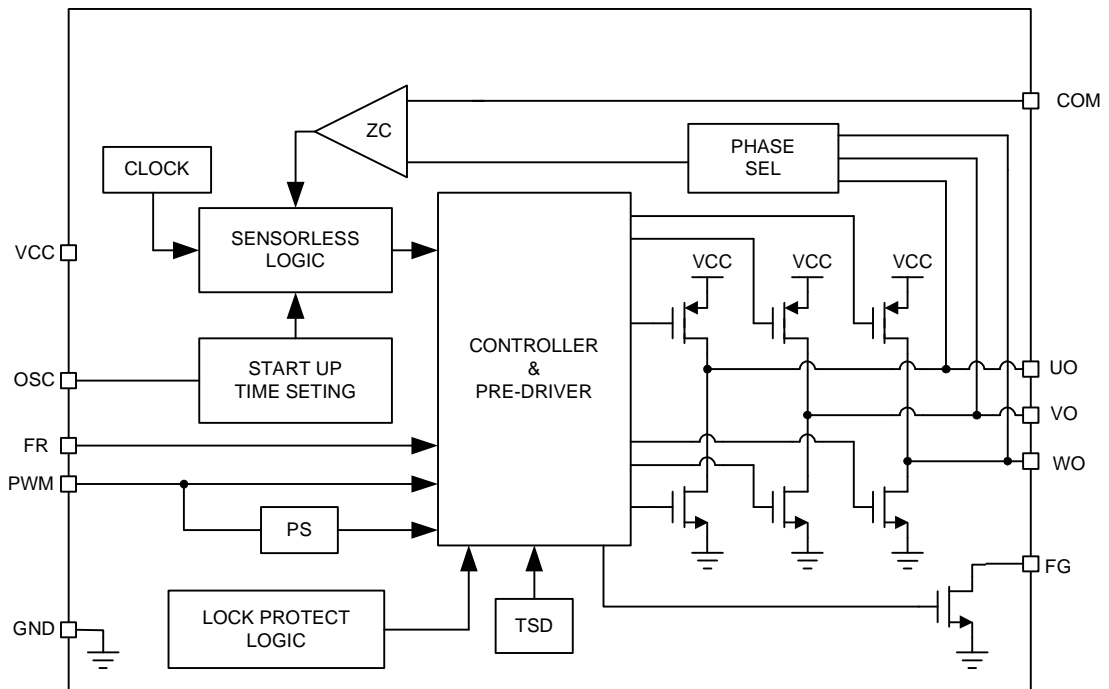 COM
ZC
PHASE
SEL
CLOCK
VCC
SENSORLESS
LOGIC
VCC
VCC
VCC
CONTROLLER
&
PRE-DRIVER
START UP
TIME SETING
OSC
UO
VO
FR
WO
PWM
PS
FG
LOCK PROTECT
LOGIC
TSD
GND